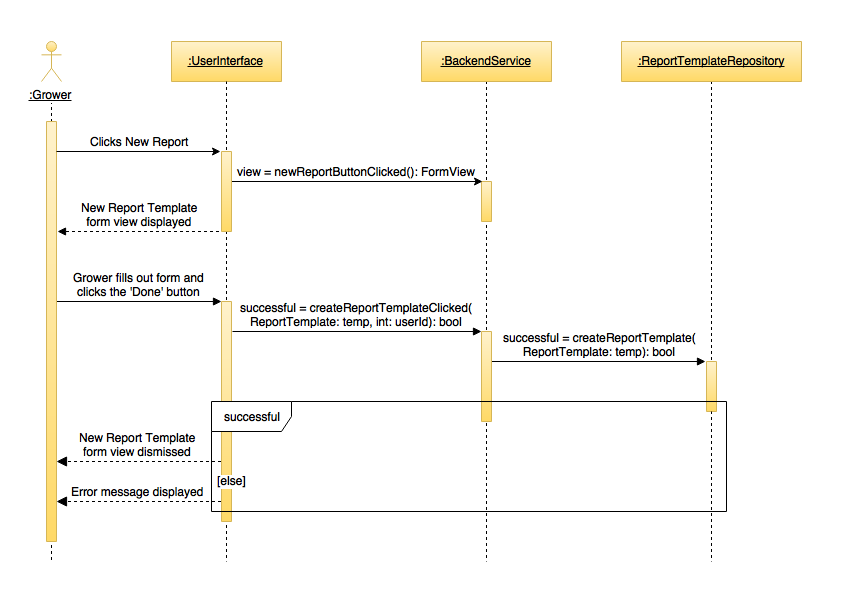 :UserInterface
:BackendService
:ReportTemplateRepository
:Grower
Clicks New Report
view = newReportButtonClicked(): FormView
New Report Template
form view displayed
Grower fills out form and
clicks the 'Done' button
successful = createReportTemplateClicked(
ReportTemplate: temp, int: userId): bool
successful = createReportTemplate(
ReportTemplate: temp): bool
successful
New Report Template
form view dismissed
[else]
Error message displayed